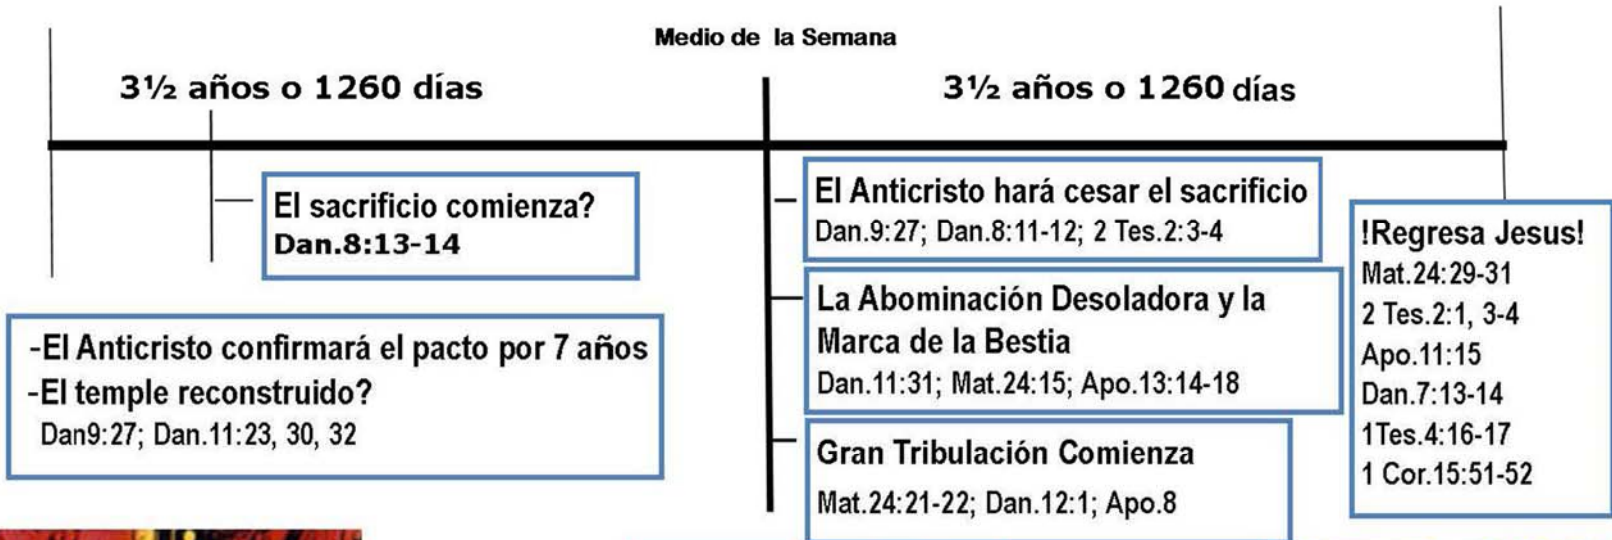 Medio de la Semana
3½ años o 1260 días
3½ años o 1260 días
El sacrificio comienza?
Dan.8:13-14
-El Anticristo confirmará el pacto por 7 años
-El temple reconstruido?
Dan9:27; Dan.11:23, 30, 32
El Anticristo hará cesar el sacrificio
Dan.9:27; Dan.8:11-12; 2 Tes.2:3-4
La Abominación Desoladora y la
Marca de la Bestia
Dan.11:31; Mat.24:15; Apo.13:14-18
Gran Tribulación Comienza
Mat.24:21-22; Dan.12:1; Apo.8
!Regresa Jesus!
Mat.24:29-31
2 Tes.2:1, 3-4
Apo.11:15
Dan.7:13-14
1Tes.4:16-17
1 Cor.15:51-52